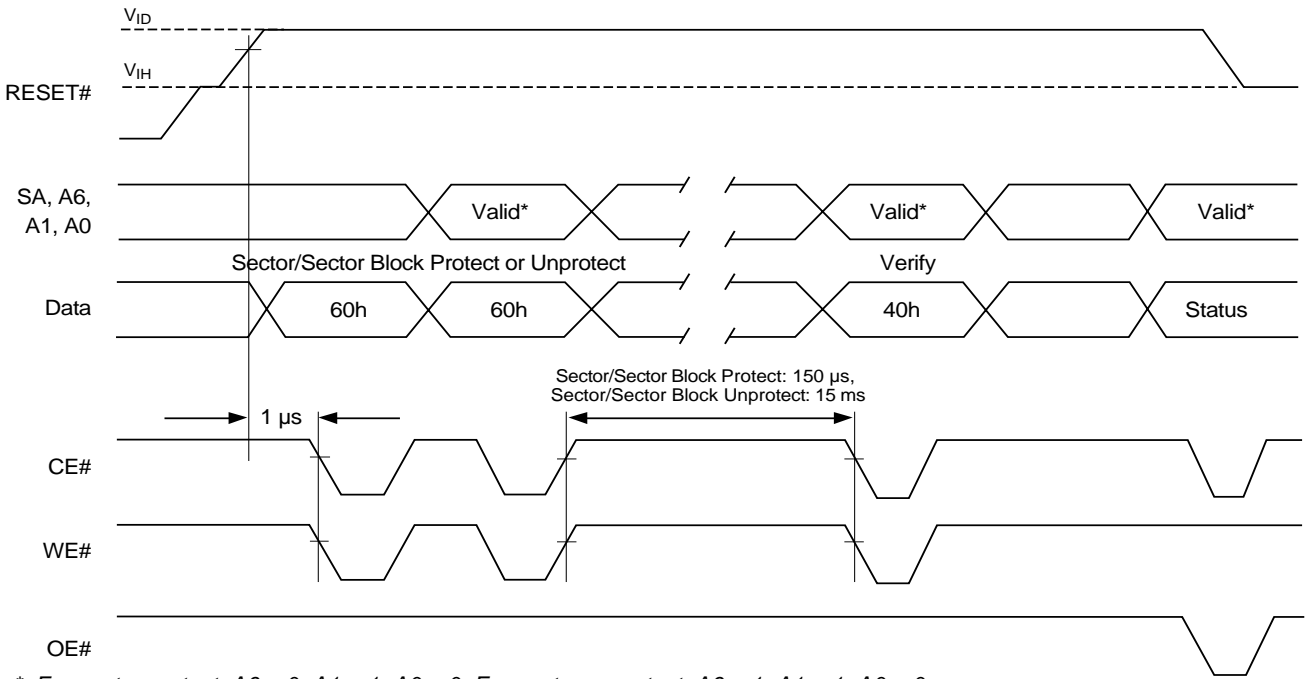 VID
VIH
RESET#
SA, A6,
A1, A0
Valid*
Valid*
Valid*
Sector/Sector Block Protect or Unprotect
Verify
Data
60h
60h
40h
Status
Sector/Sector Block Protect: 150 µs,
Sector/Sector Block Unprotect: 15 ms
1 µs
CE#
WE#
OE#